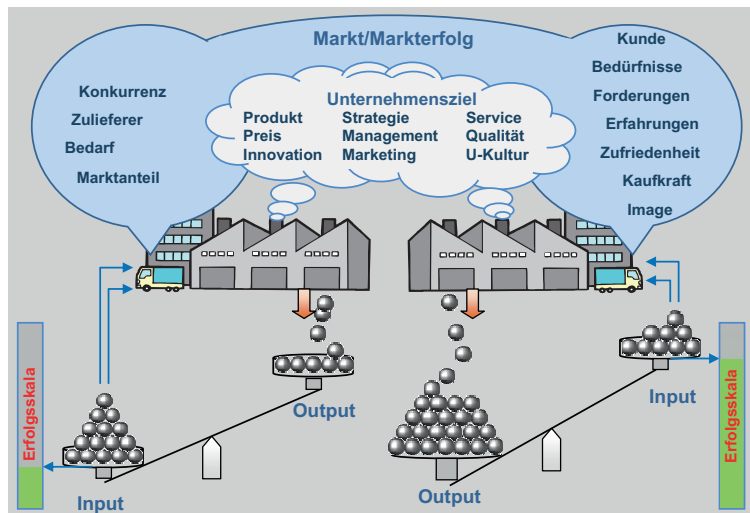 Markt/Markterfolg
Konkurrenz
Zulieferer
Bedarf
Marktanteil
Unternehmensziel
Produkt Strategie Service
Preis Management Qualität
Innovation Marketing U-Kultur
Kunde
Bedürfnisse
Forderungen
Erfahrungen
Zufriedenheit
Kaufkraft
Image
Erfolgsskala
Input
Output
Output
Input
Erfolgsskala